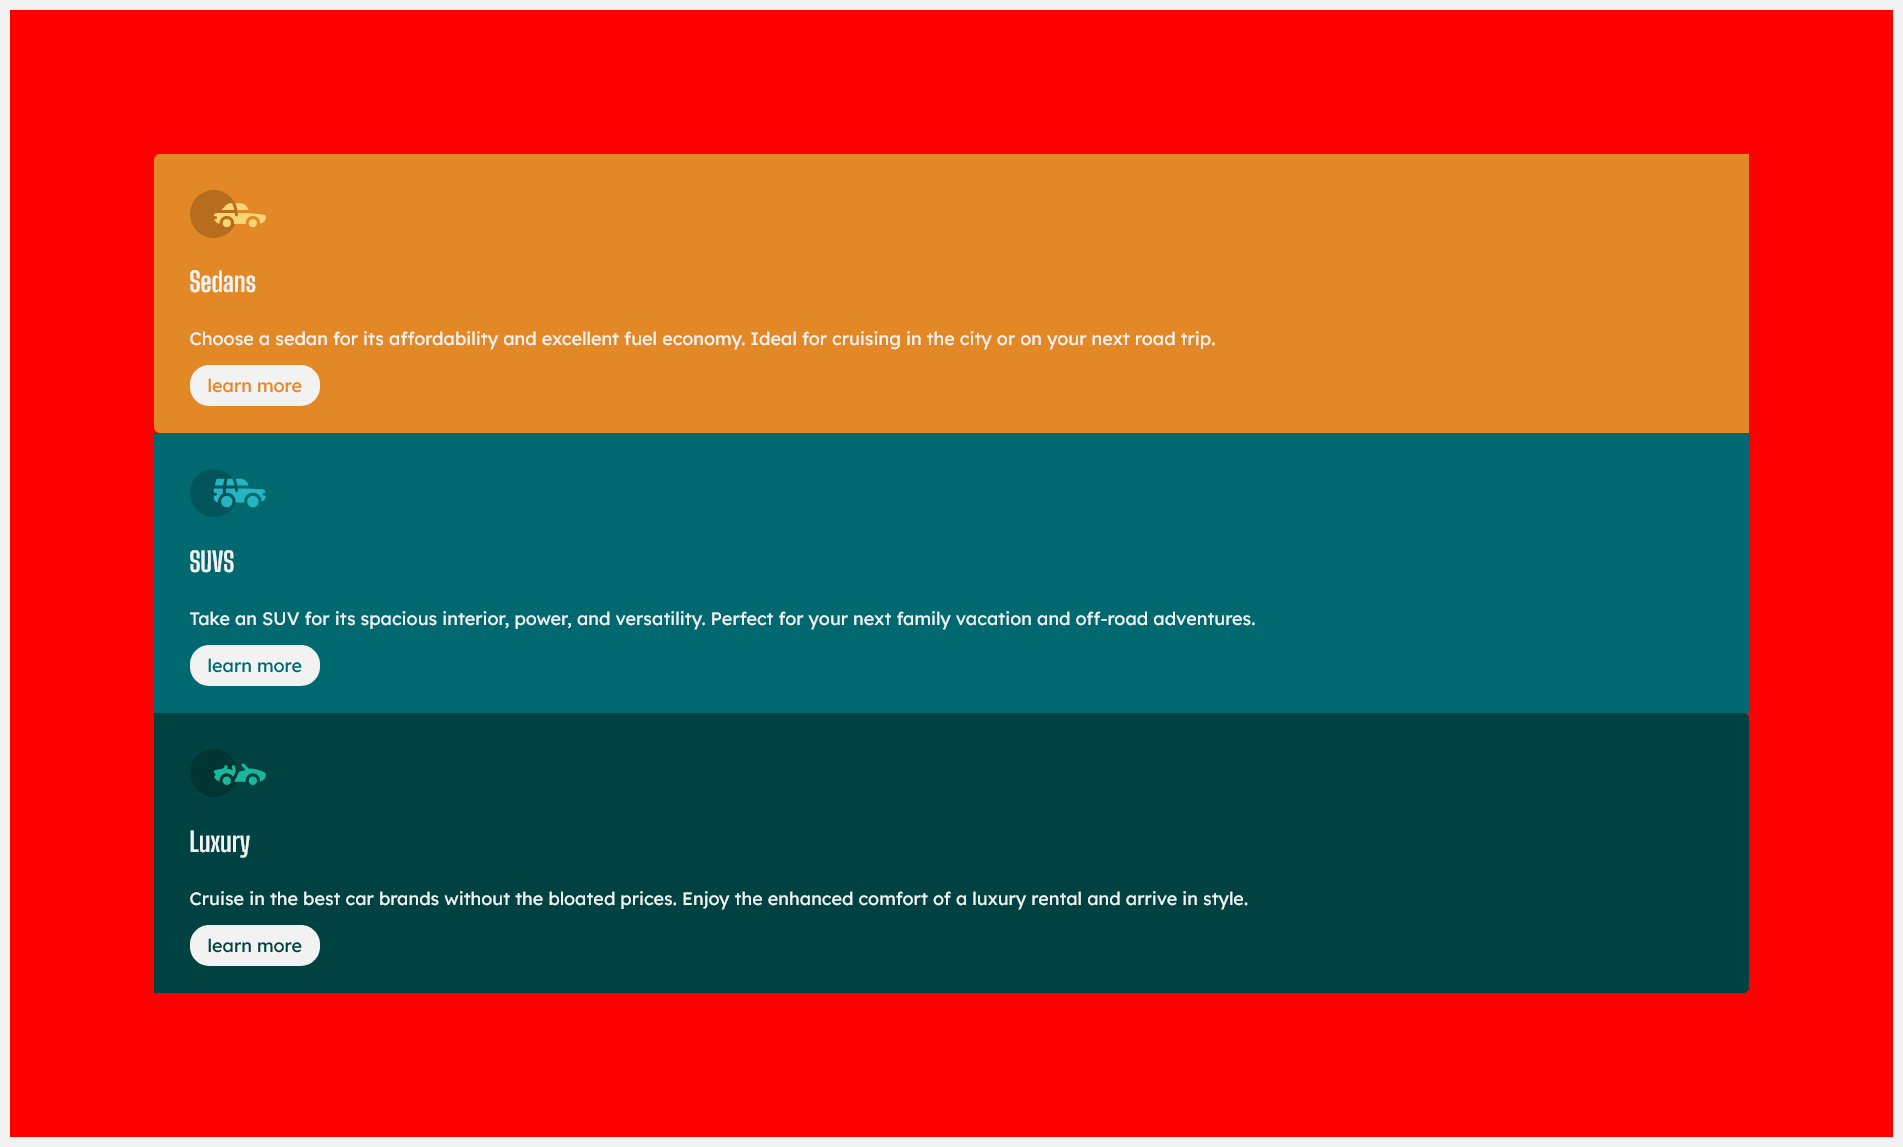 Sedans
Choose a sedan for its affordability and excellent fuel economy. Ideal for cruising in the city or on your next road trip.
learn more
SUVS
Take an SUV for its spacious interior, power, and versatility. Perfect for your next family vacation and off-road adventures.
learn more
Luxury
Cruise in the best car brands without the bloated prices. Enjoy the enhanced comfort of a luxury rental and arrive in style.
learn more